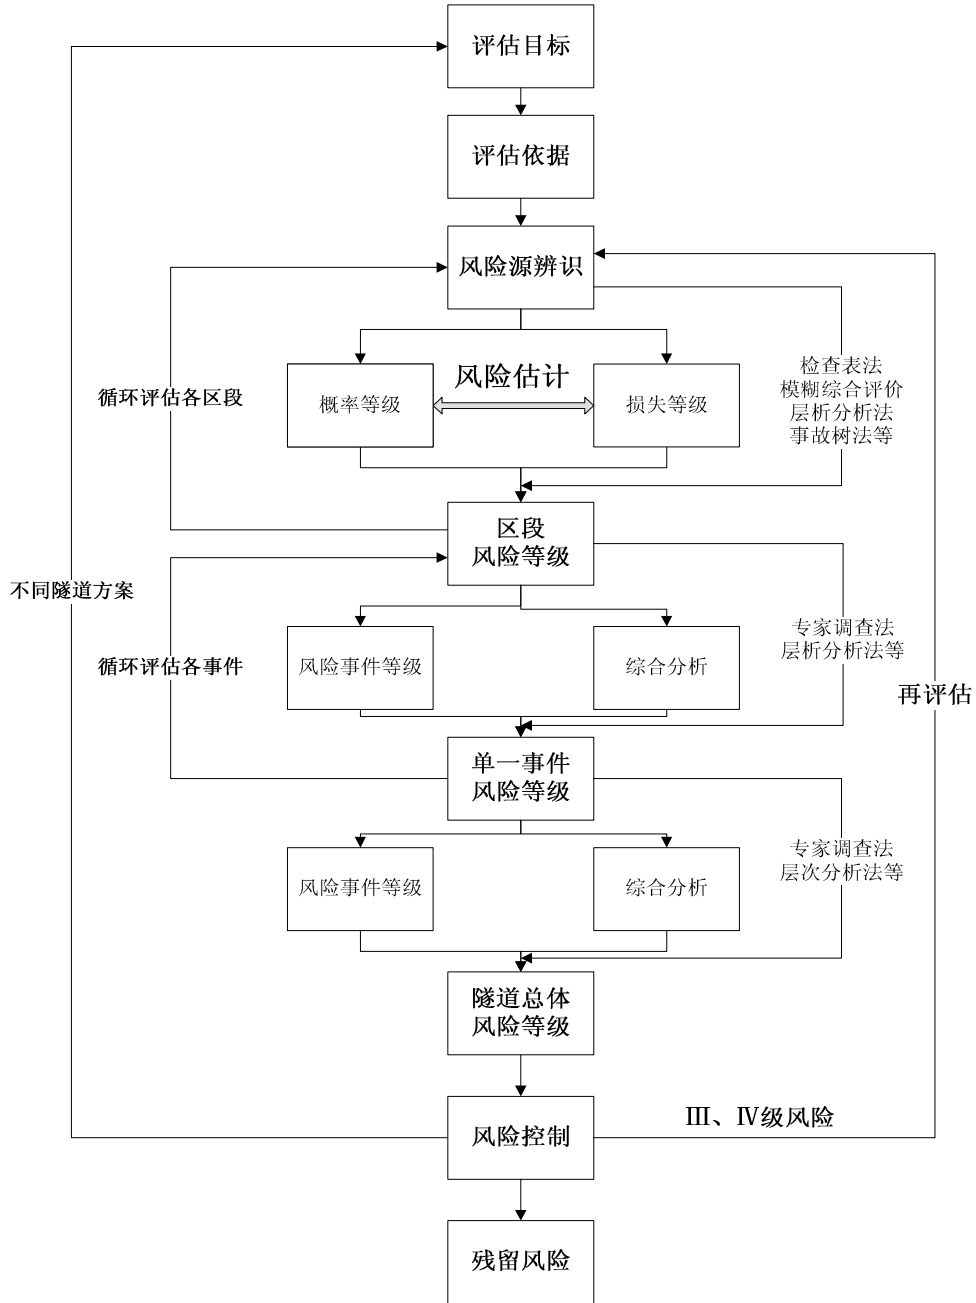 评估目标
评估依据
风险源辨识
循环评估各区段
风险估计
概率等级
损失等级
检查表法
模糊综合评价
层析分析法
事故树法等
区段
风险等级
不同隧道方案
循环评估各事件
风险事件等级
综合分析
专家调查法
层析分析法等
再评估
单一事件
风险等级
风险事件等级
综合分析
专家调查法
层次分析法等
隧道总体
风险等级
风险控制
Ⅲ、Ⅳ级风险
残留风险